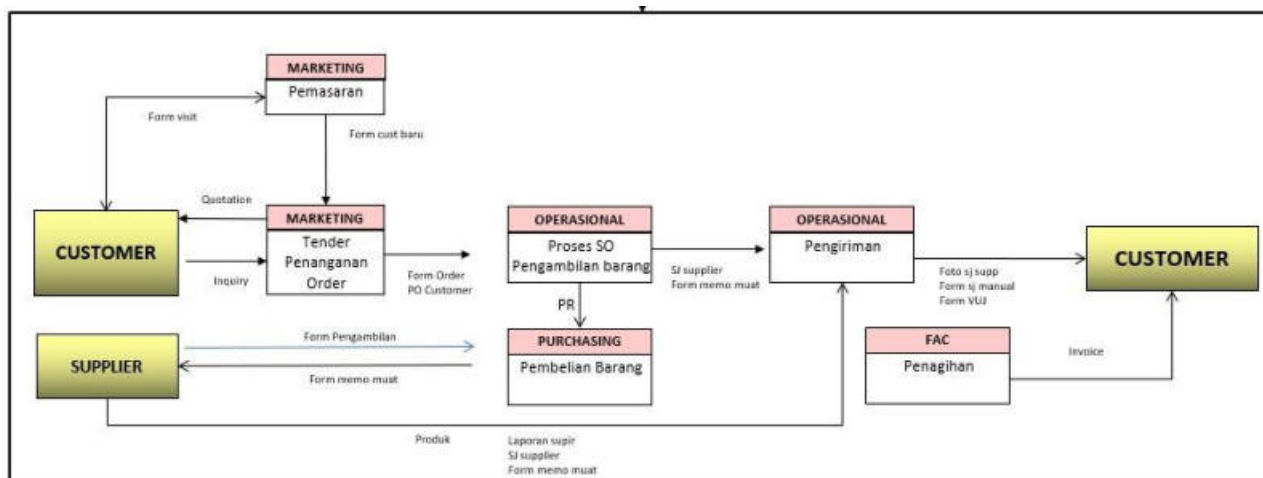 MARKETING
Pemasaran
Form visit
Form cust baru
Quotation
CUSTOMER
Inquiry
MARKETING
Tender
Penanganan
Order
Form Order
PO Customer
OPERASIONAL
Proses SO
Pengambilan barang
SJ supplier
Form memo muat
OPERASIONAL
Pengiriman
Foto sj supp
Form sj manual
Form VUJ
CUSTOMER
PR
SUPPLIER
Form Pengambilan
Form memo muat
PURCHASING
Pembelian Barang
FAC
Penagihan
Invoice
Produk
Laporan supir
SJ supplier
Form memo muat